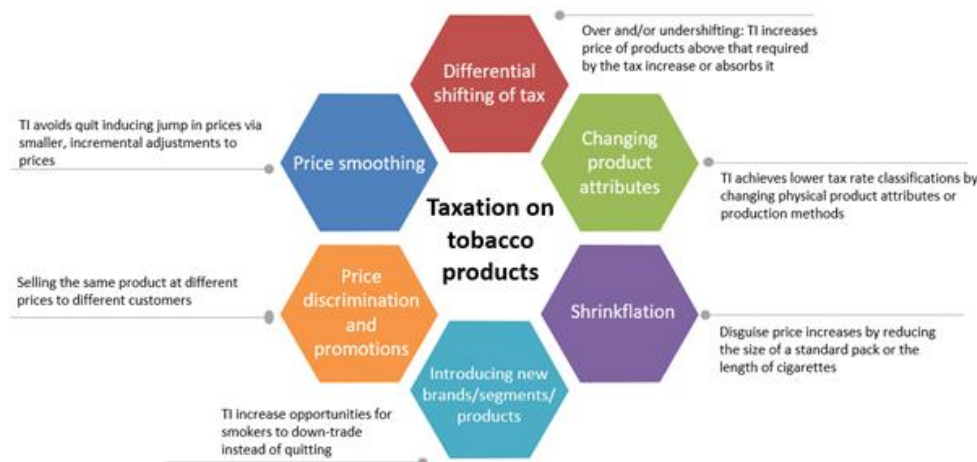 Over and/or undershifting: TI increases
price of products above that required
by the tax increase or absorbs it
Differential
shifting of tax
TI avoids quit inducing jump in prices via
smaller, incremental adjustments to
prices
Price smoothing
Changing
product
attributes
TI achieves lower tax rate classifications by
changing physical product attributes or
production methods
Taxation on
tobacco
products
Selling the same product at different
prices to different customers
Price
discrimination
and
promotions
Shrinkflation
Disguise price increases by reducing
the size of a standard pack or the
length of cigarettes
Introducing new
brands/segments/
products
TI increase opportunities for
smokers to down-trade
instead of quitting